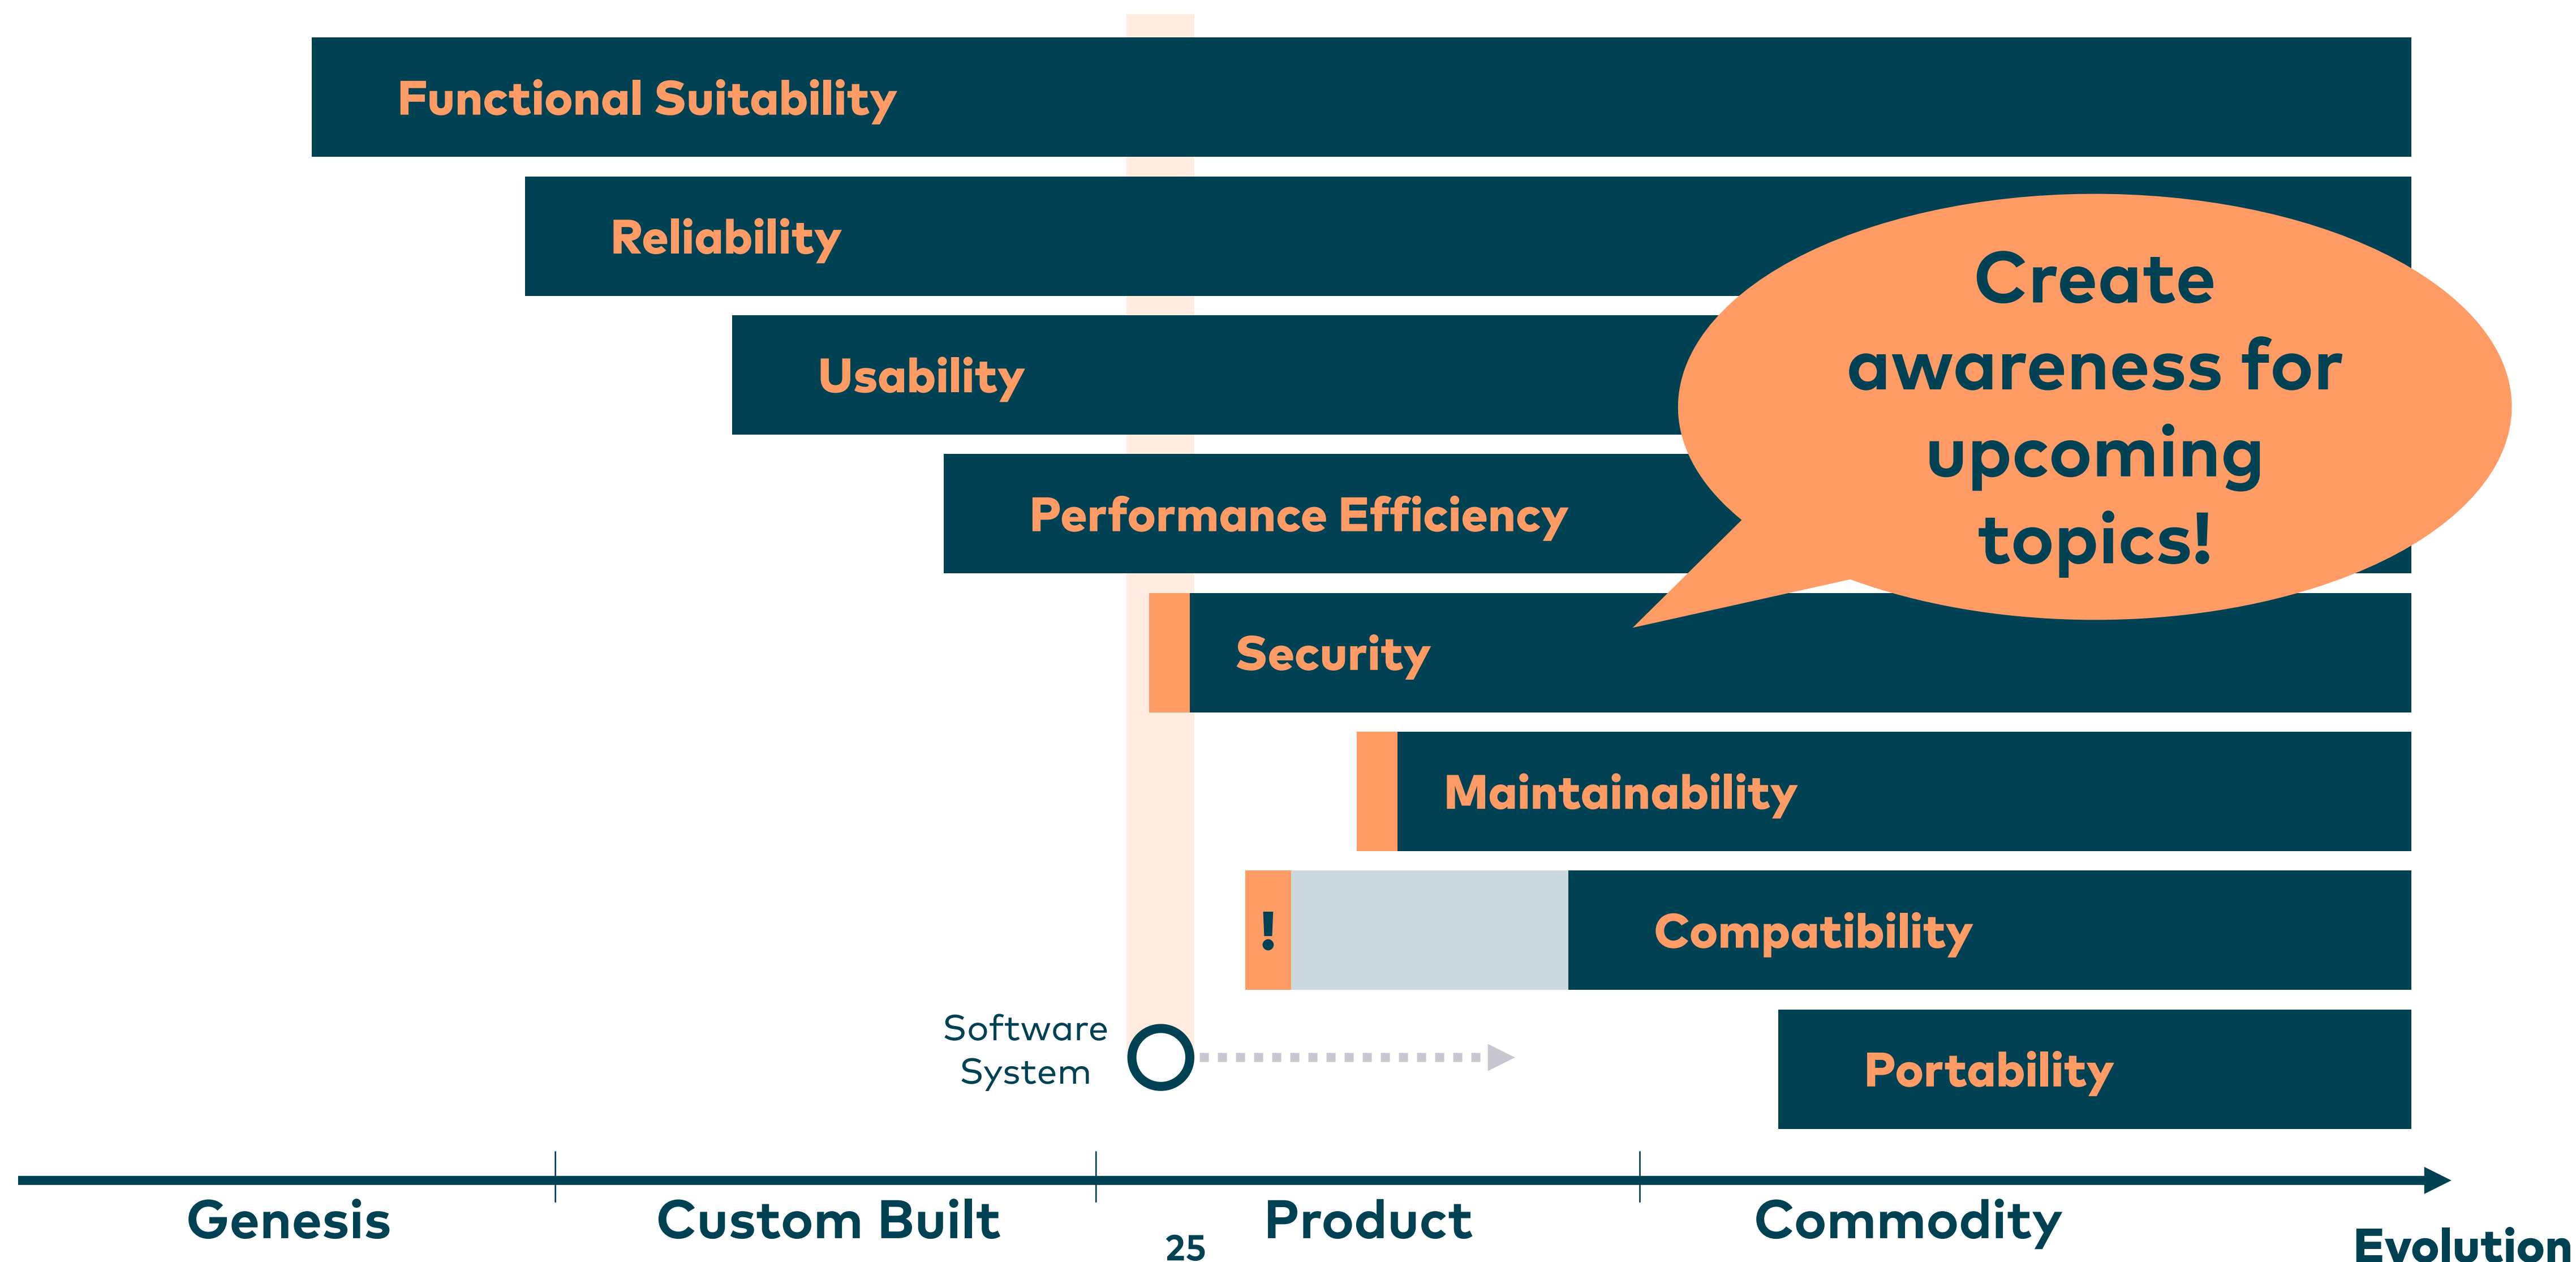 Functional Suitability
Reliability
Create
awareness for
upcoming
topics!
Usability
Performance Efficiency
Security
Maintainability
!
Compatibility
Software
System
Portability
Genesis
Custom Built
Product
Commodity
Evolution
25